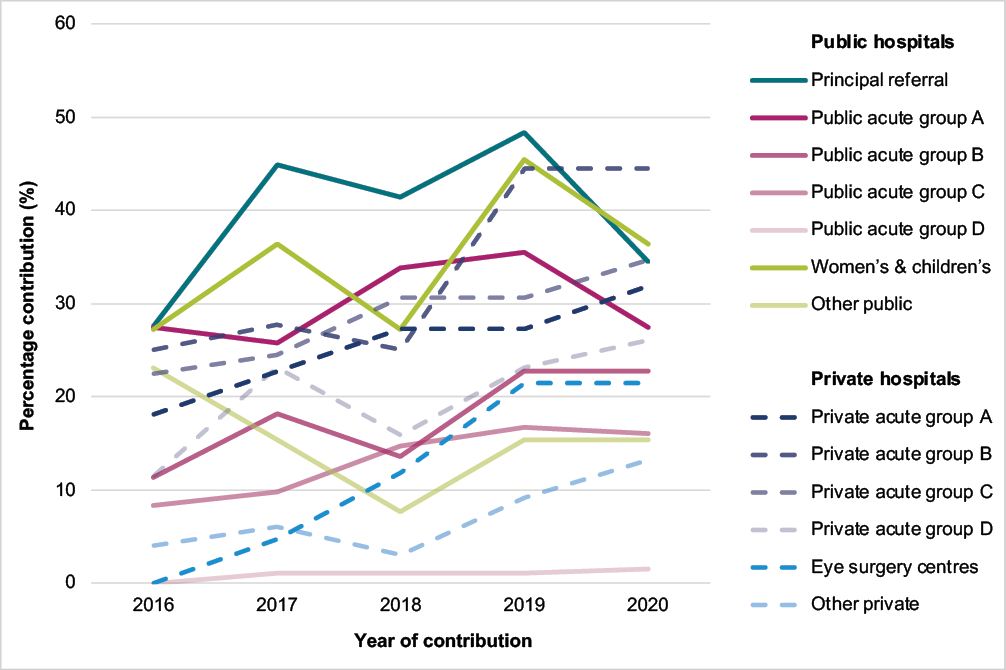 60
50
40
30
20
10
0
Percentage contribution (%)
2016 2017 2018 2019 2020
Year of contribution
Public hospitals
Principal referral
Public acute group A
Public acute group B
Public acute group C
Public acute group D
Women's & children's
Other public
Private hospitals
Private acute group A
Private acute group B
Private acute group C
Private acute group D
Eye surgery centres
Other private